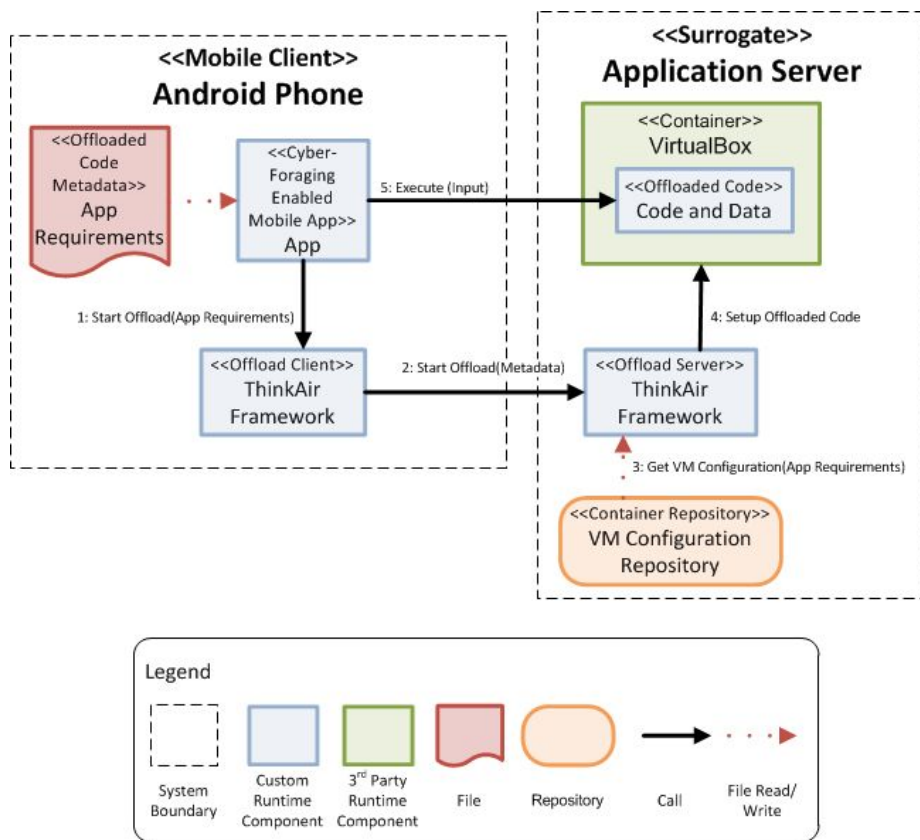 <<Mobile Client>>
Android Phone
<<Offloaded
Code
Metadata>>
App
Requirements
<<Cyber-
Foraging
Enabled
Mobile App>>
App
1: Start Offload(App Requirements)
<<Offload Client>>
ThinkAir
Framework
5: Execute (Input)
2: Start Offload(Metadata)
<<Surrogate>>
Application Server
<<Container>>
VirtualBox
<<Offloaded Code>>
Code and Data
4: Setup Offloaded Code
<<Offload Server>>
ThinkAir
Framework
3: Get VM Configuration(App Requirements)
<<Container Repository>>
VM Configuration
Repository
Legend
System
Boundary
Custom
Runtime
Component
3rd Party
Runtime
Component
File
Repository
Call
File Read/
Write